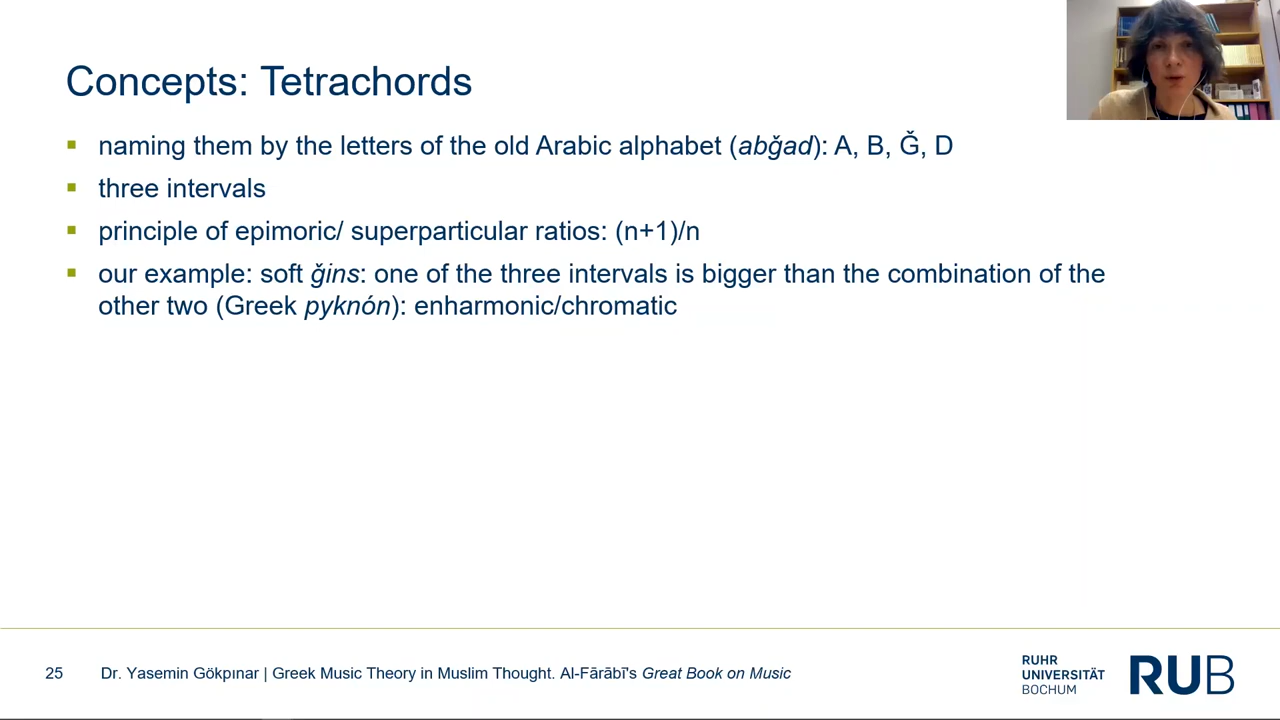 Concepts: Tetrachords
▪ naming them by the letters of the old Arabic alphabet (abǧad): A, B, Ǧ, D
▪ three intervals
▪ principle of epimoric/ superparticular ratios: (n+1)/n
▪ our example: soft ǧins: one of the three intervals is bigger than the combination of the
other two (Greek pyknón): enharmonic/chromatic
25 Dr. Yasemin Gökpınar | Greek Music Theory in Muslim Thought. Al-Fārābī's Great Book on Music
RUHR
UNIVERSITÄT
BOCHUM
RUB